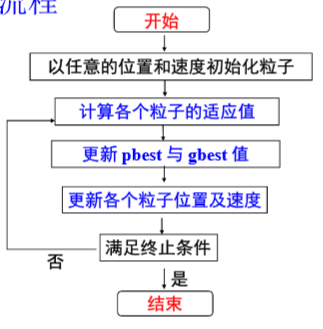 流程
开始
以任意的位置和速度初始化粒子
计算各个粒子的适应值
更新 pbest 与 gbest 值
更新各个粒子位置及速度
满足终止条件
否
是
结束